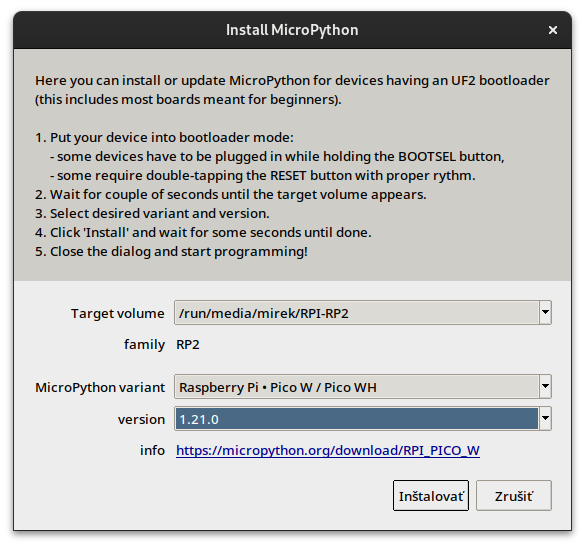 Install MicroPython
Here you can install or update MicroPython for devices having an UF2 bootloader
(this includes most boards meant for beginners).
1. Put your device into bootloader mode:
- some devices have to be plugged in while holding the BOOTSEL button,
- some require double-tapping the RESET button with proper rythm.
2. Wait for couple of seconds until the target volume appears.
3. Select desired variant and version.
4. Click 'Install' and wait for some seconds until done.
5. Close the dialog and start programming!
Target volume /run/media/mirek/RPI-RP2
family RP2
MicroPython variant Raspberry Pi • Pico W / Pico WH
version 1.21.0
info https://micropython.org/download/RPI_PICO_W
Inštalovať Zrušiť